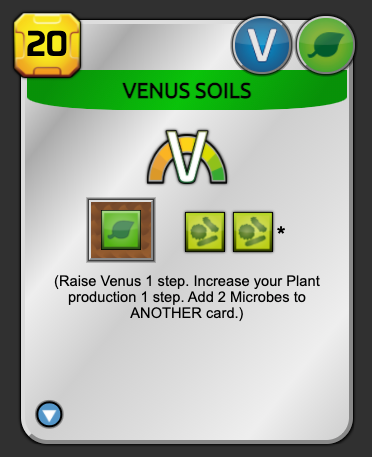 20
V
VENUS SOILS
V
*
(Raise Venus 1 step. Increase your Plant
production 1 step. Add 2 Microbes to
ANOTHER card.)